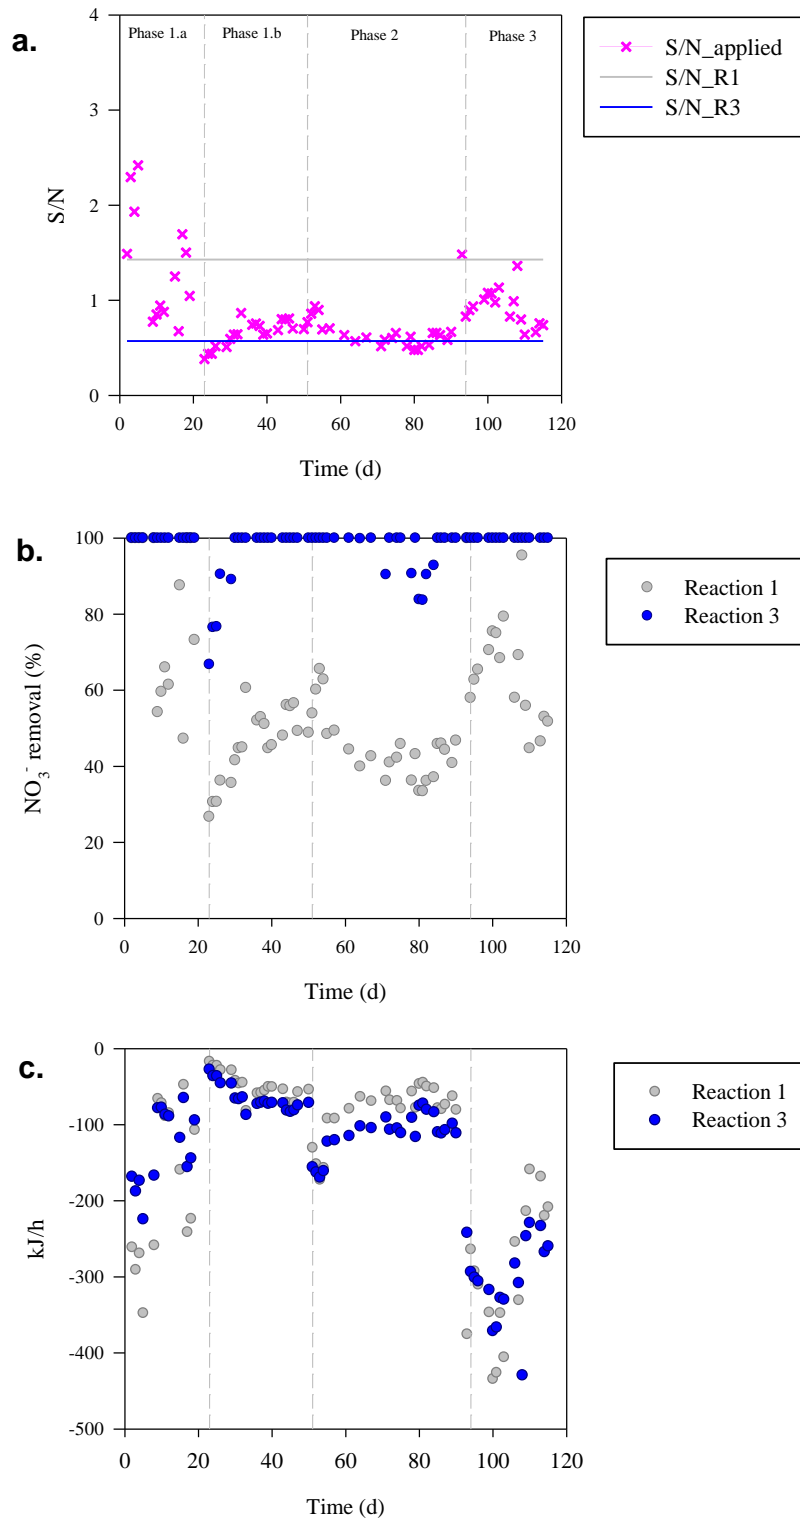 a.
Phase 1.a Phase 1.b Phase 2 Phase 3
4
3
2
1
0
S/N
0 20 40 60 80 100 120
Time (d)
S/N_applied
S/N_R1
S/N_R3
b.
100
80
60
40
20
0
NO3- removal (%)
0 20 40 60 80 100 120
Time (d)
Reaction 1
Reaction 3
c.
0
-100
-200
-300
-400
-500
kJ/h
0 20 40 60 80 100 120
Time (d)
Reaction 1
Reaction 3